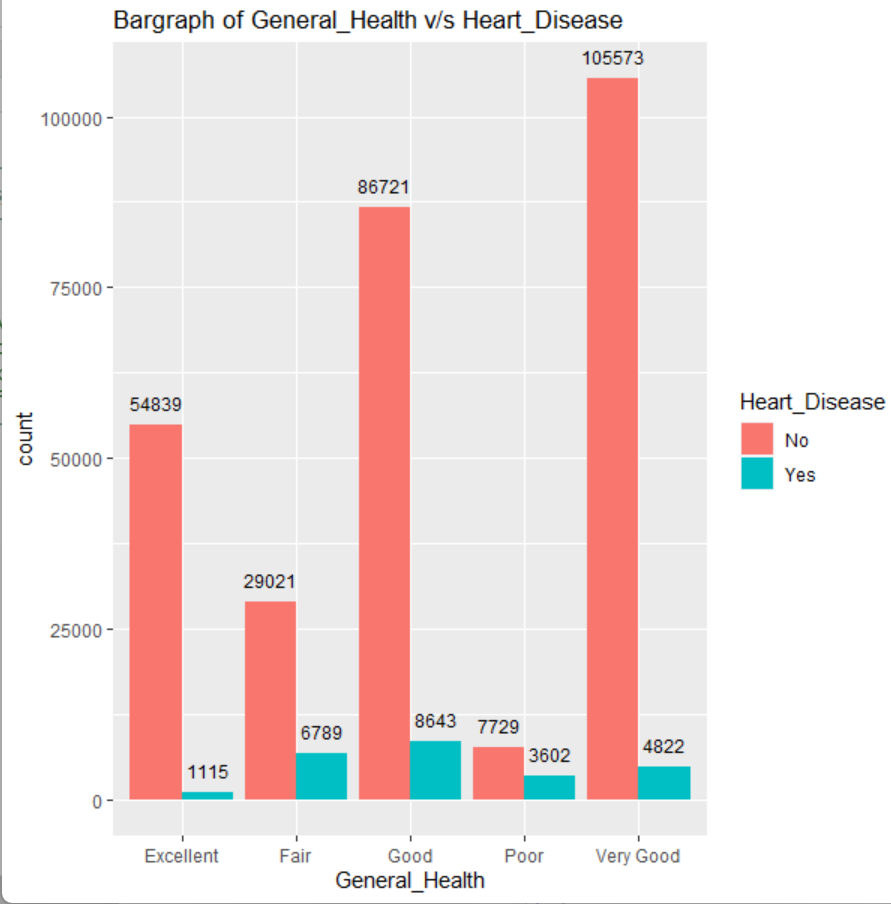 Bargraph of General_Health v/s Heart_Disease
105573
100000
86721
75000
54839
50000
count
Heart_Disease
No
Yes
29021
25000
8643
7729
6789
4822
3602
1115
0
Excellent Fair Good Poor Very Good
General_Health